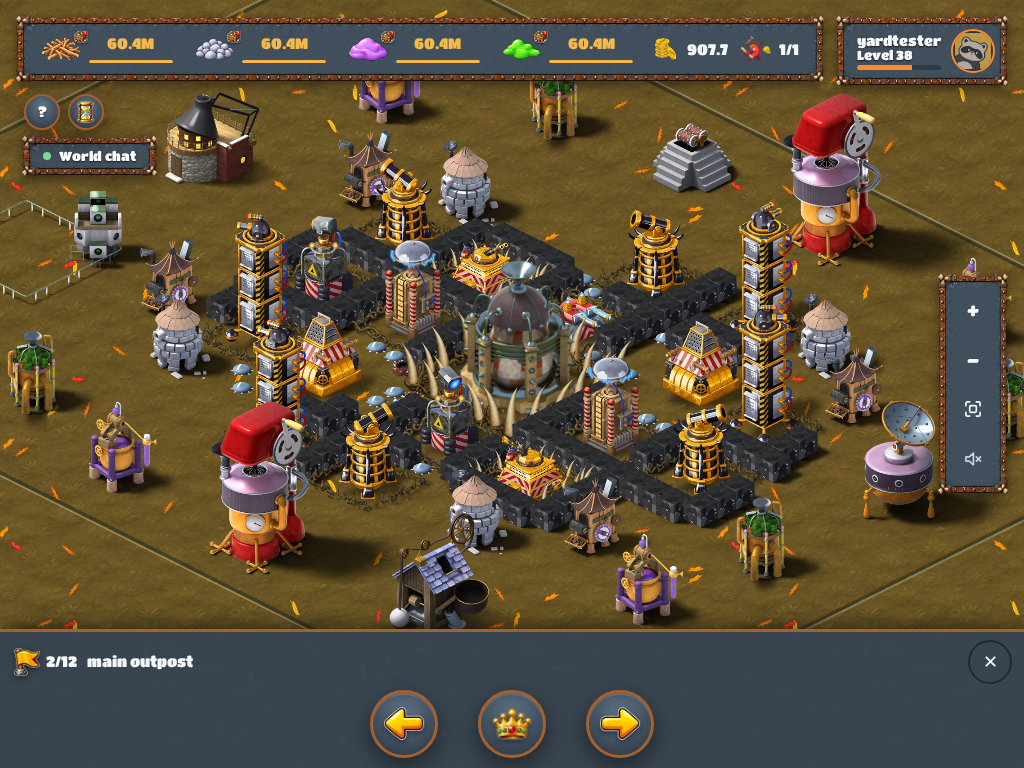 60.4M
60.4M
60.4M
60.4M
907.7
1/1
yardtester
Level 38
?
World chat
2/12 main outpost